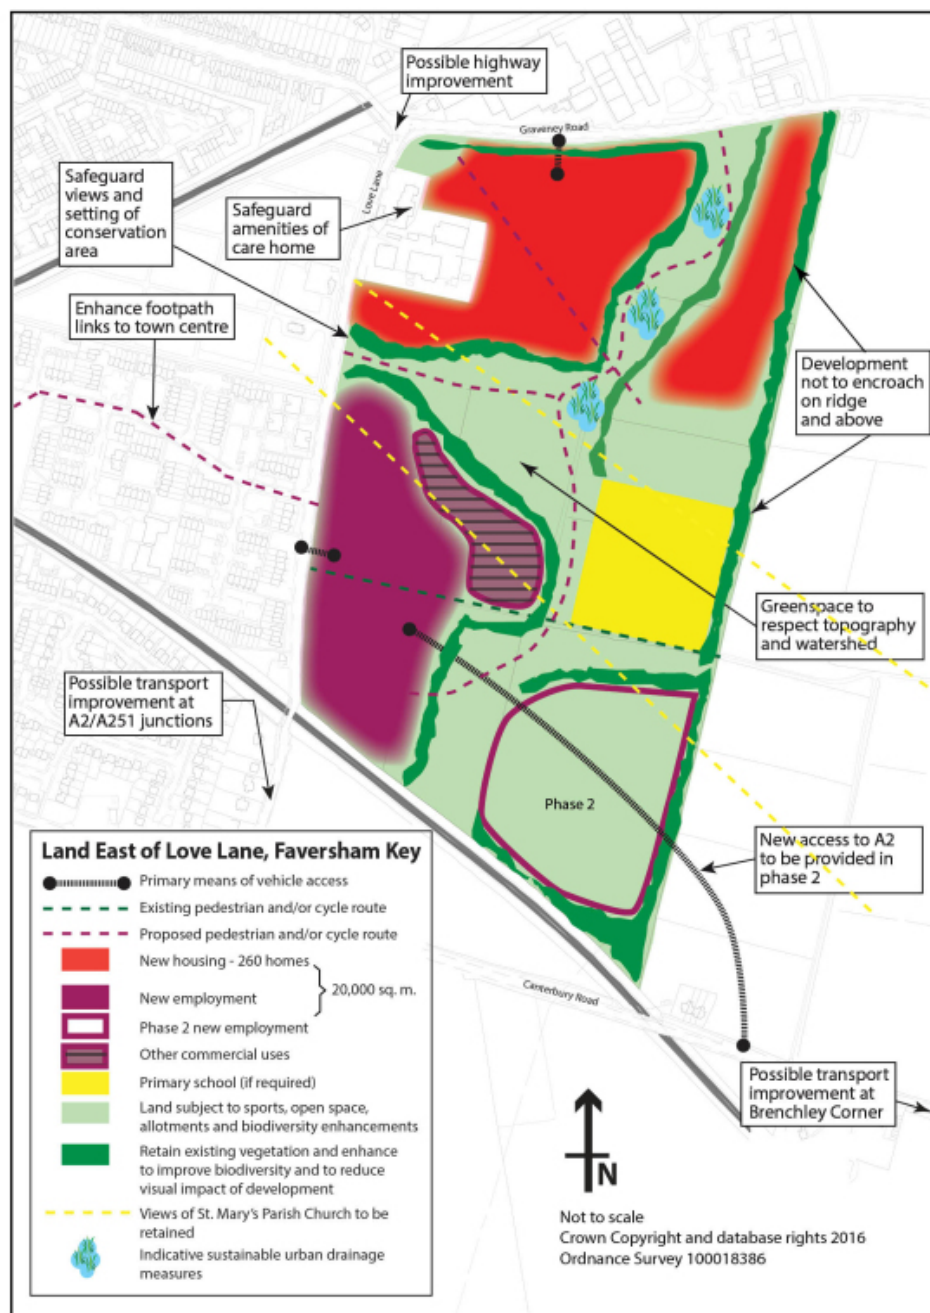 Possible highway
improvement
Graveney Road
Safeguard
views and
setting of
conservation
area
Love Lane
Safeguard
amenities of
care home
Enhance footpath
links to town centre
Development
not to encroach
on ridge
and above
Greenspace to
respect topography
and watershed
Possible transport
improvement at
A2/A251 junctions
Phase 2
New access to A2
to be provided in
phase 2
Canterbury Road
Possible transport
improvement at
Brenchley Corner
Land East of Love Lane, Faversham Key
Primary means of vehicle access
Existing pedestrian and/or cycle route
Proposed pedestrian and/or cycle route
New housing - 260 homes
20,000 sq. m.
New employment
Phase 2 new employment
Other commercial uses
Primary school (if required)
Land subject to sports, open space,
allotments and biodiversity enhancements
Retain existing vegetation and enhance
to improve biodiversity and to reduce
visual impact of development
Views of St. Mary's Parish Church to be
retained
Indicative sustainable urban drainage
measures
N
Not to scale
Crown Copyright and database rights 2016
Ordnance Survey 100018386